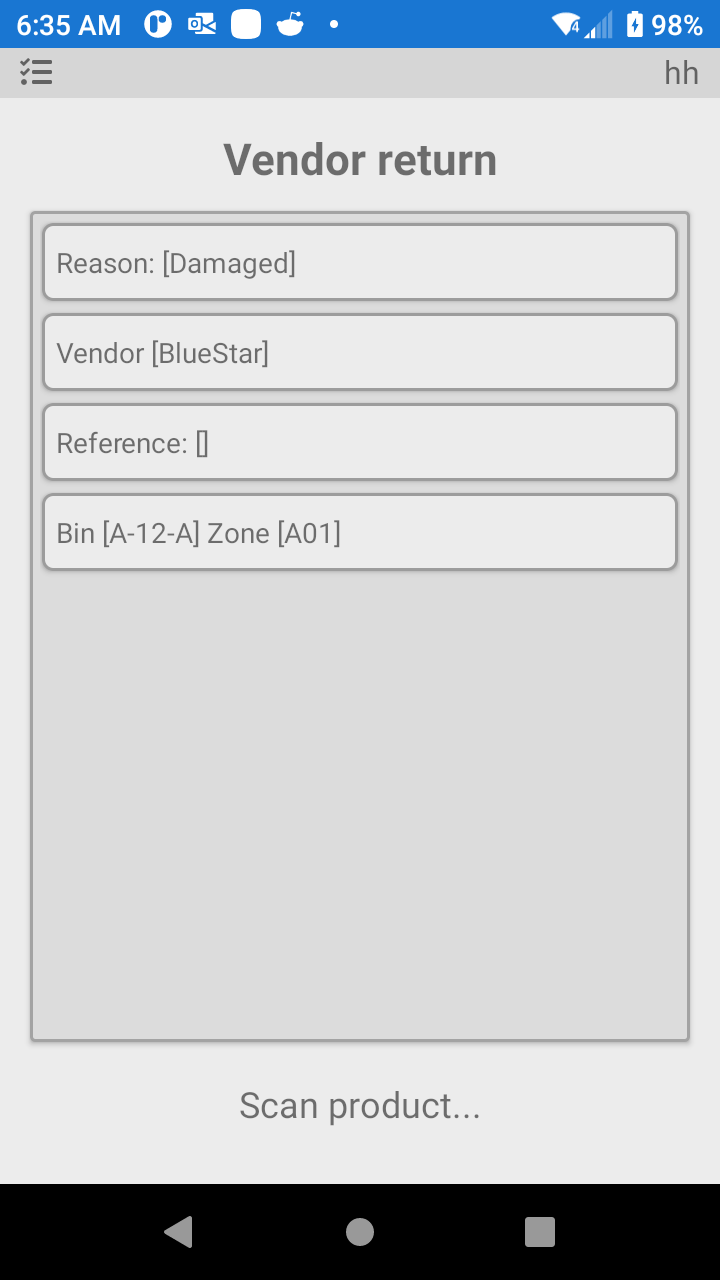 6:35 AM 98%
hh
Vendor return
Reason: [Damaged]
Vendor [BlueStar]
Reference: []
Bin [A-12-A] Zone [A01]
Scan product...